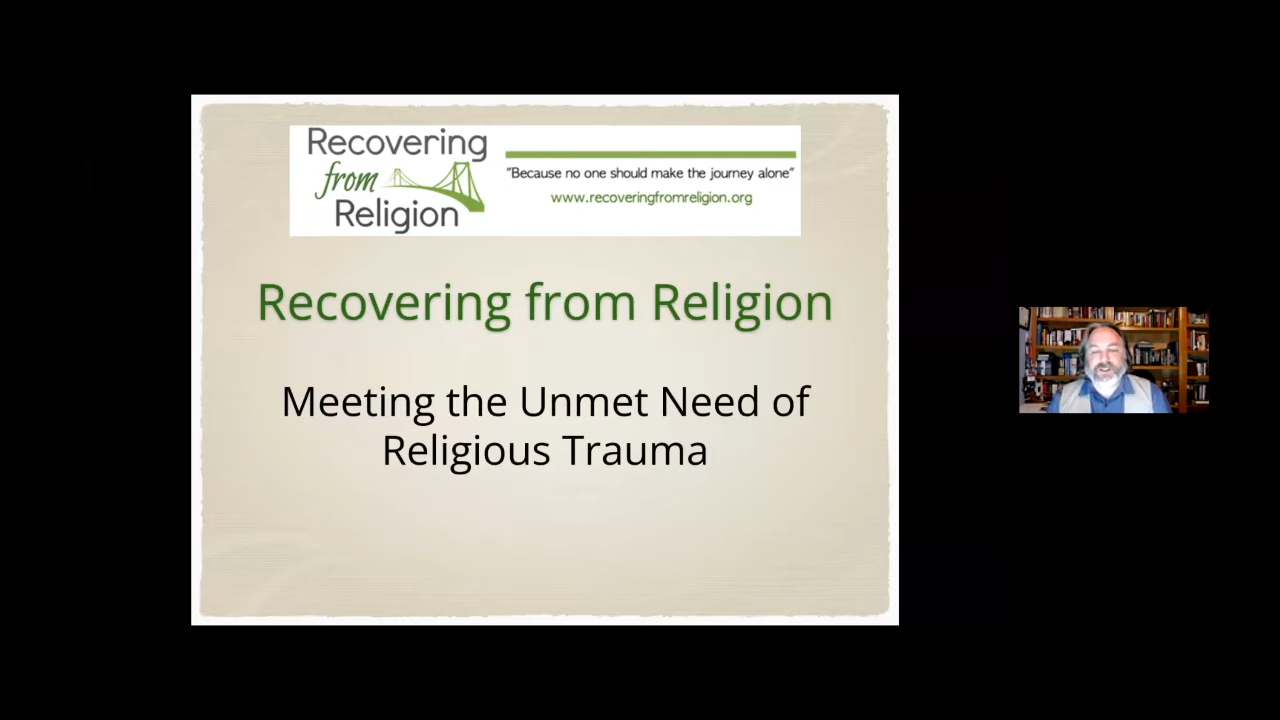 Recovering
from
Religion
"Because no one should make the journey alone"
www.recoveringfromreligion.org
Recovering from Religion
Meeting the Unmet Need of
Religious Trauma